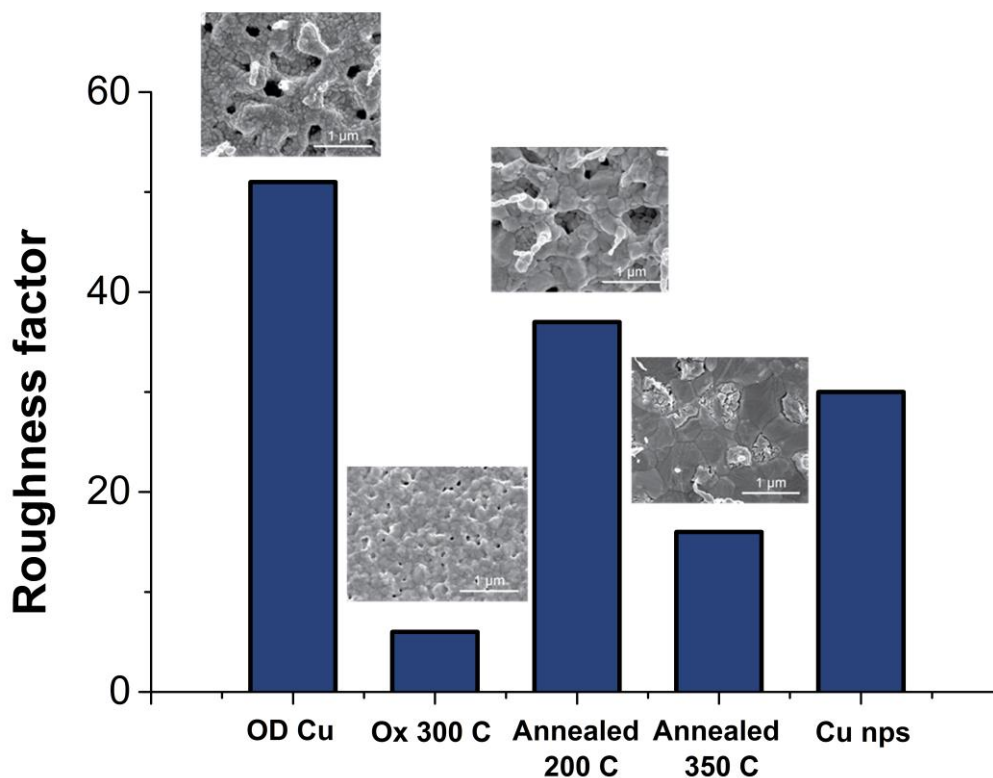 Roughness factor
60
40
20
0
1 μm
1 μm
1 μm
1 μm
OD Cu
Ox 300 C
Annealed
200 C
Annealed
350 C
Cu nps